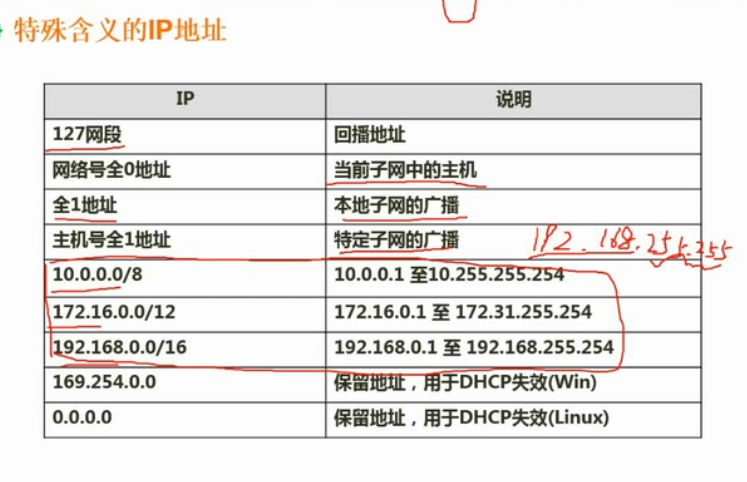 特殊含义的IP地址
IP 说明
127网段 回播地址
网络号全0地址 当前子网中的主机
全1地址 本地子网的广播
主机号全1地址 特定子网的广播 192.168.255.255
10.0.0.0/8 10.0.0.1 至10.255.255.254
172.16.0.0/12 172.16.0.1 至 172.31.255.254
192.168.0.0/16 192.168.0.1 至 192.168.255.254
169.254.0.0 保留地址，用于DHCP失效(Win)
0.0.0.0 保留地址，用于DHCP失效(Linux)